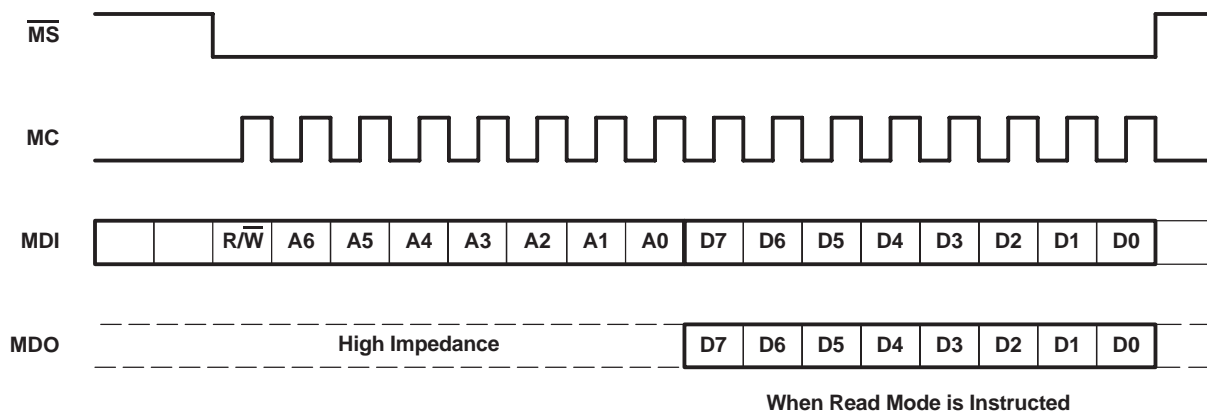 MS
MC
MDI R/W A6 A5 A4 A3 A2 A1 A0 D7 D6 D5 D4 D3 D2 D1 D0
MDO High Impedance D7 D6 D5 D4 D3 D2 D1 D0
When Read Mode is Instructed